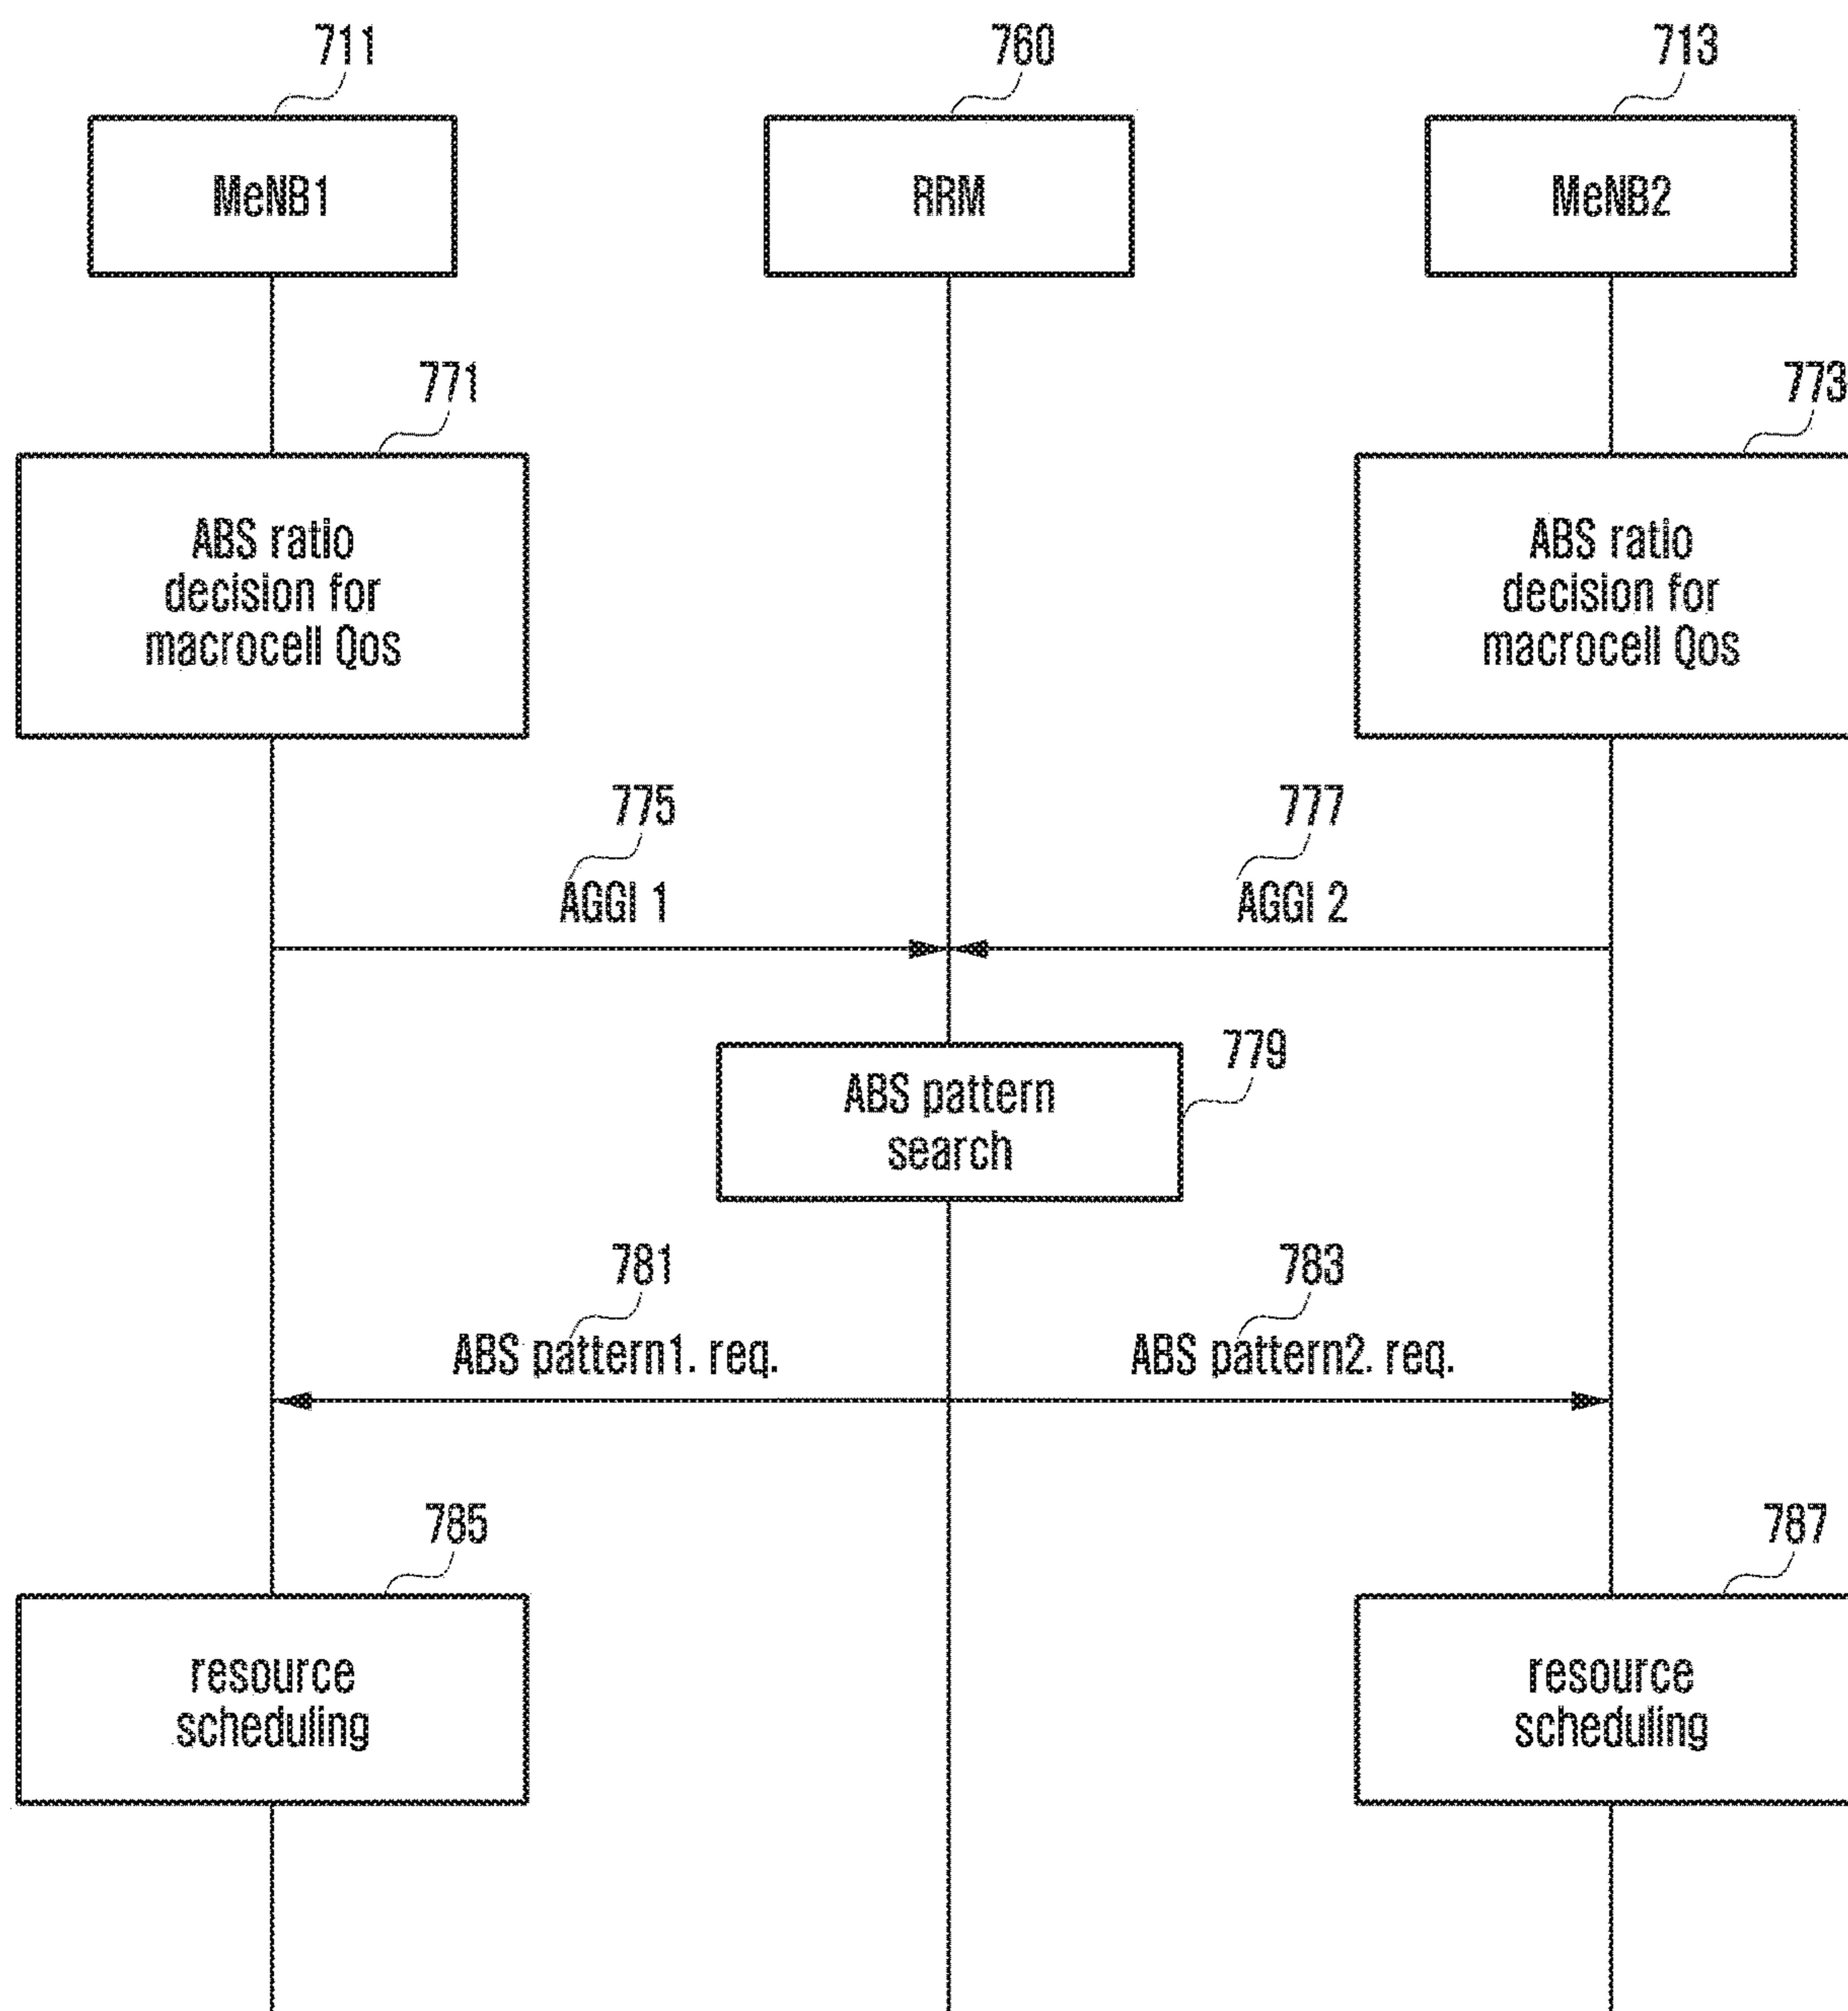 711
760
713
MeNB1
RRM
MeNB2
771
773
ABS ratio
decision for
macrocell Qos
ABS ratio
decision for
macrocell Qos
775
777
AGGI 1
AGGI 2
779
ABS pattern
search
781
783
ABS pattern1. req.
ABS pattern2. req.
785
787
resource
scheduling
resource
scheduling